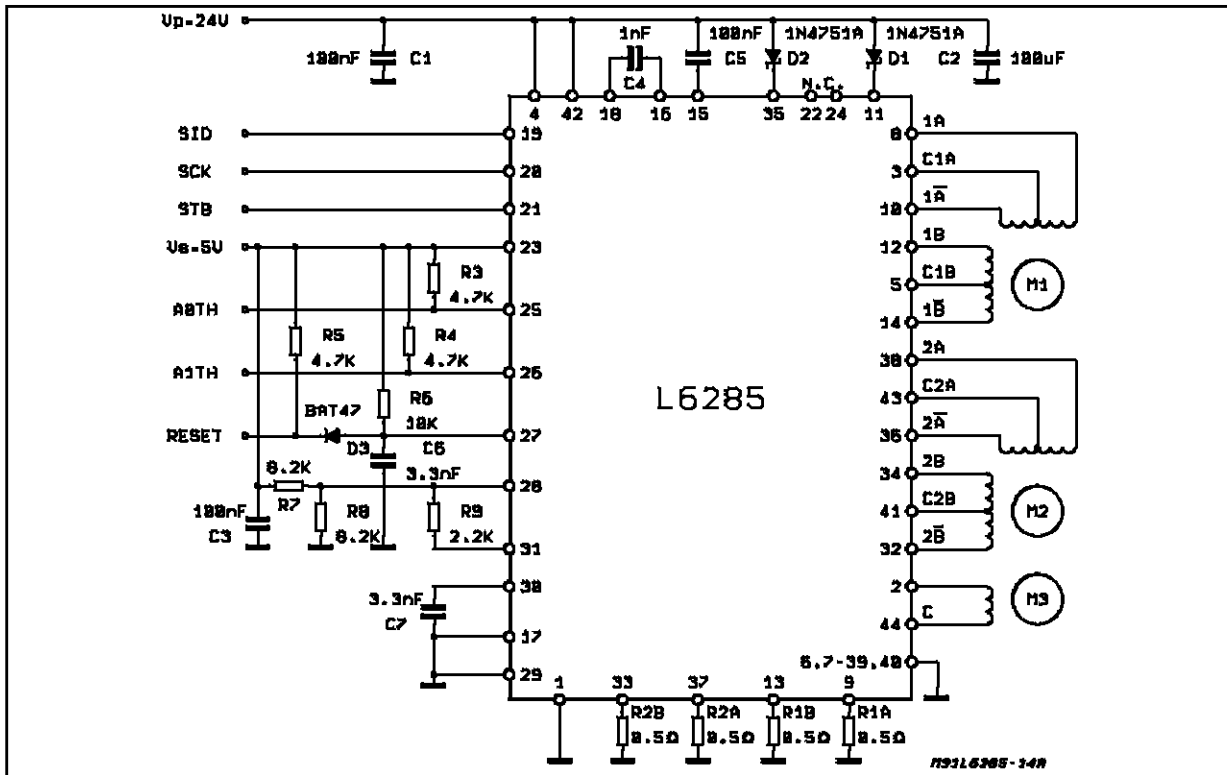 Vp=24V
1nF
100nF
1N4751A
1N4751A
100nF
C1
C4
C5
D2
D1
C2
100uF
N.C.
4
42
18
16
15
35
22
24
11
SID
19
8
1A
SCK
20
3
C1A
STB
21
10
1A̅
Vs=5V
23
12
1B
R3
4.7K
5
C1B
M1
A0TH
25
14
1B̅
R5
4.7K
R4
4.7K
38
2A
A1TH
26
L6285
43
C2A
BAT47
R6
10K
RESET
27
36
2A̅
D3
C6
3.3nF
8.2K
34
2B
R7
28
100nF
C3
R8
8.2K
R9
2.2K
41
C2B
M2
31
32
2B̅
30
2
M3
3.3nF
C7
17
44
C
29
6,7-39,40
1
33
37
13
9
R2B
0.5Ω
R2A
0.5Ω
R1B
0.5Ω
R1A
0.5Ω
M91L6285-14A